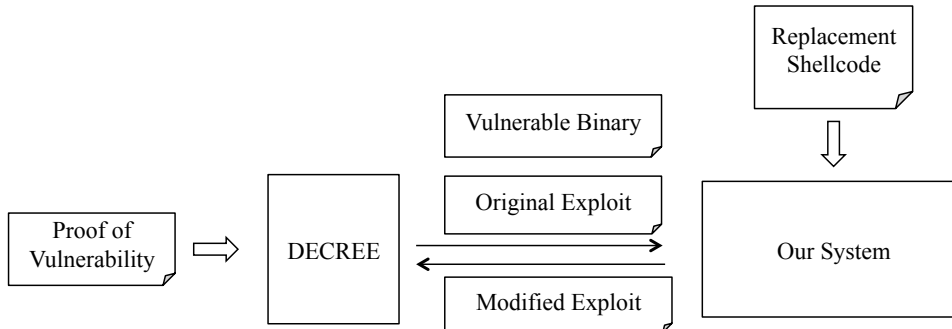 Replacement
Shellcode
Vulnerable Binary
Original Exploit
Proof of
Vulnerability
DECREE
Our System
Modified Exploit